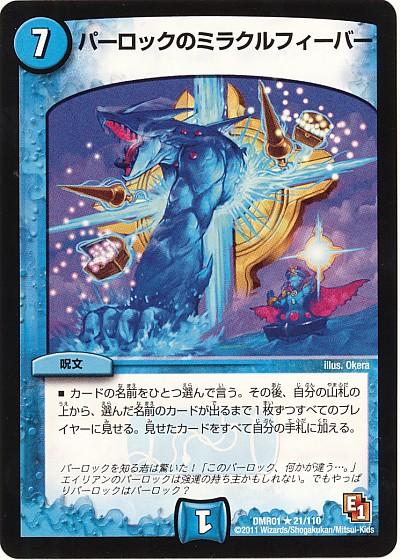 7
パーロックのミラクルフィーバー
呪文
illus. Okera
■ カードの名前をひとつ選んで言う。その後、自分の山札の
上から、選んだ名前のカードが出るまで1枚ずつすべてのプレ
イヤーに見せる。見せたカードをすべて自分の手札に加える。
パーロックを知る者は驚いた!「このパーロック、何かが違う…。」
エイリアンのパーロックは強運の持ち主かもしれない。でもやっぱ
りパーロックはパーロック?
1
DMR01 ★ 21/110
©2011 Wizards/Shogakukan/Mitsui-Kids
E1